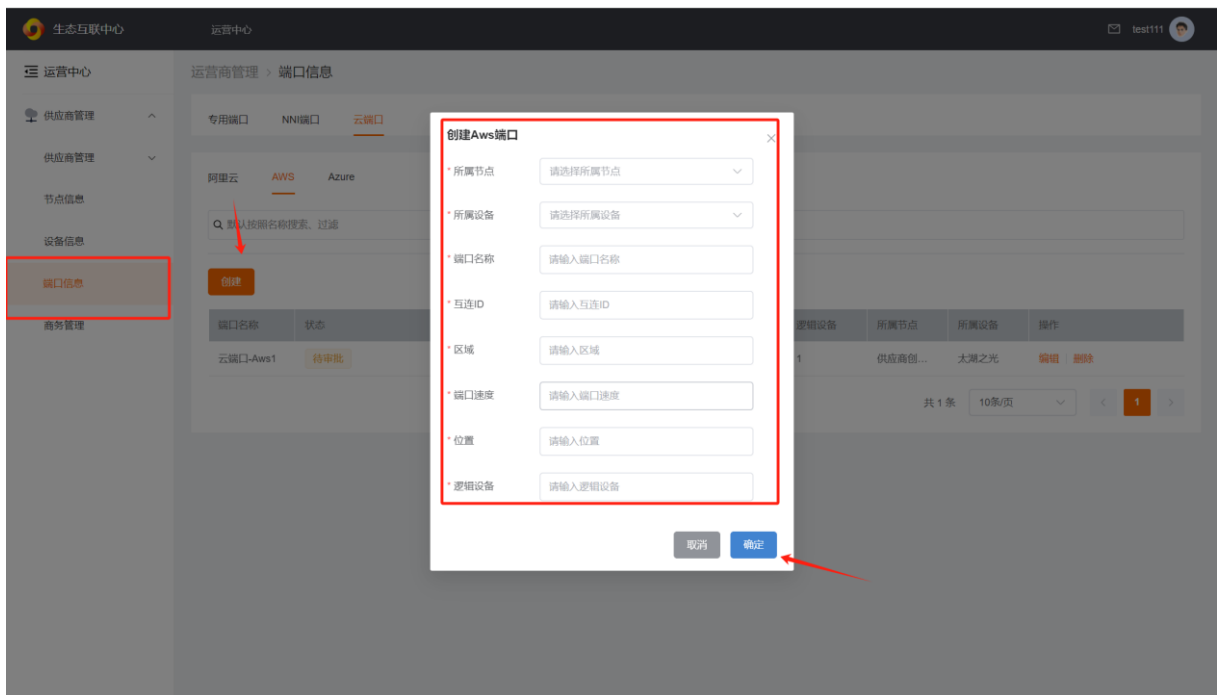 生态互联中心 运营中心 test111
运营中心
运营商管理 > 端口信息
供应商管理
供应商管理
节点信息
设备信息
端口信息
商务管理
专用端口 NNI端口 云端口
阿里云 AWS Azure
默认按照名称搜索、过滤
创建
端口名称 状态 逻辑设备 所属节点 所属设备 操作
云端口-Aws1 待审批 1 供应商创... 太湖之光 编辑 删除
共 1 条 10条/页 < 1 >
创建Aws端口
* 所属节点 请选择所属节点
* 所属设备 请选择所属设备
* 端口名称 请输入端口名称
* 互连ID 请输入互连ID
* 区域 请输入区域
* 端口速度 请输入端口速度
* 位置 请输入位置
* 逻辑设备 请输入逻辑设备
取消 确定